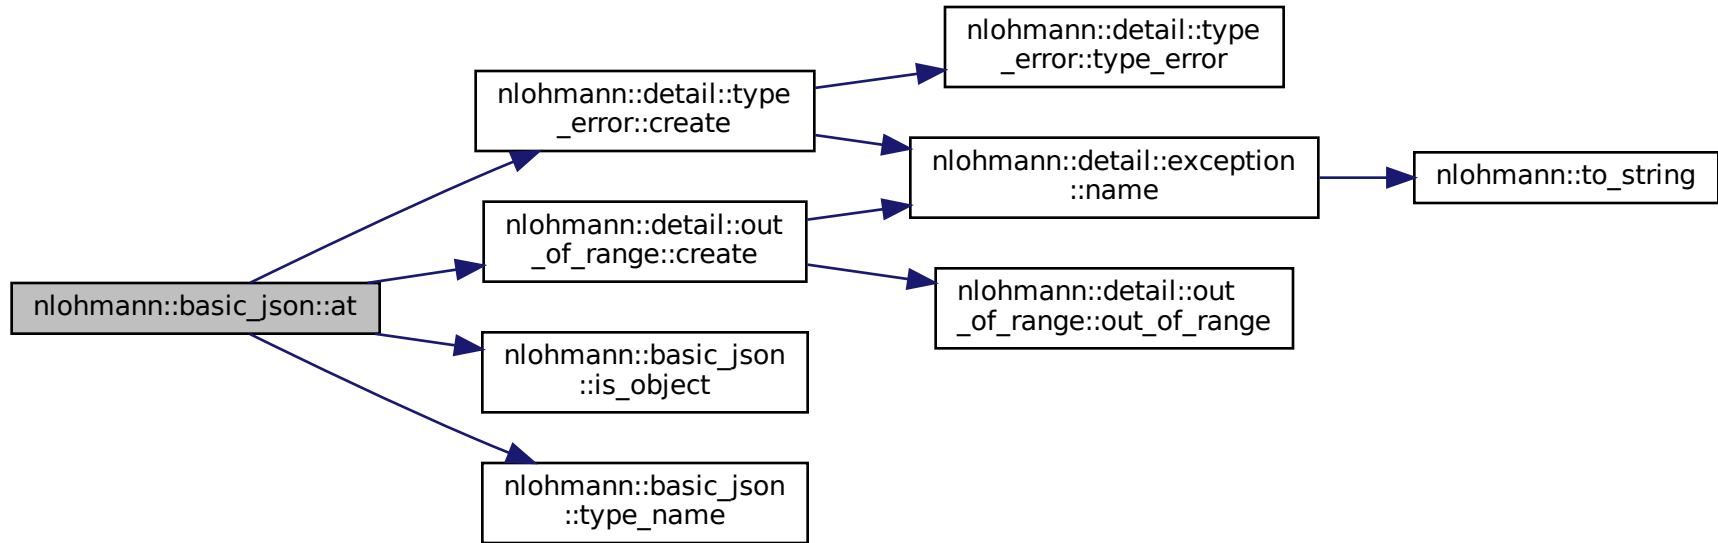 nlohmann::basic_json::at
nlohmann::detail::type
_error::create
nlohmann::detail::out
_of_range::create
nlohmann::basic_json
::is_object
nlohmann::basic_json
::type_name
nlohmann::detail::type
_error::type_error
nlohmann::detail::exception
::name
nlohmann::detail::out
_of_range::out_of_range
nlohmann::to_string